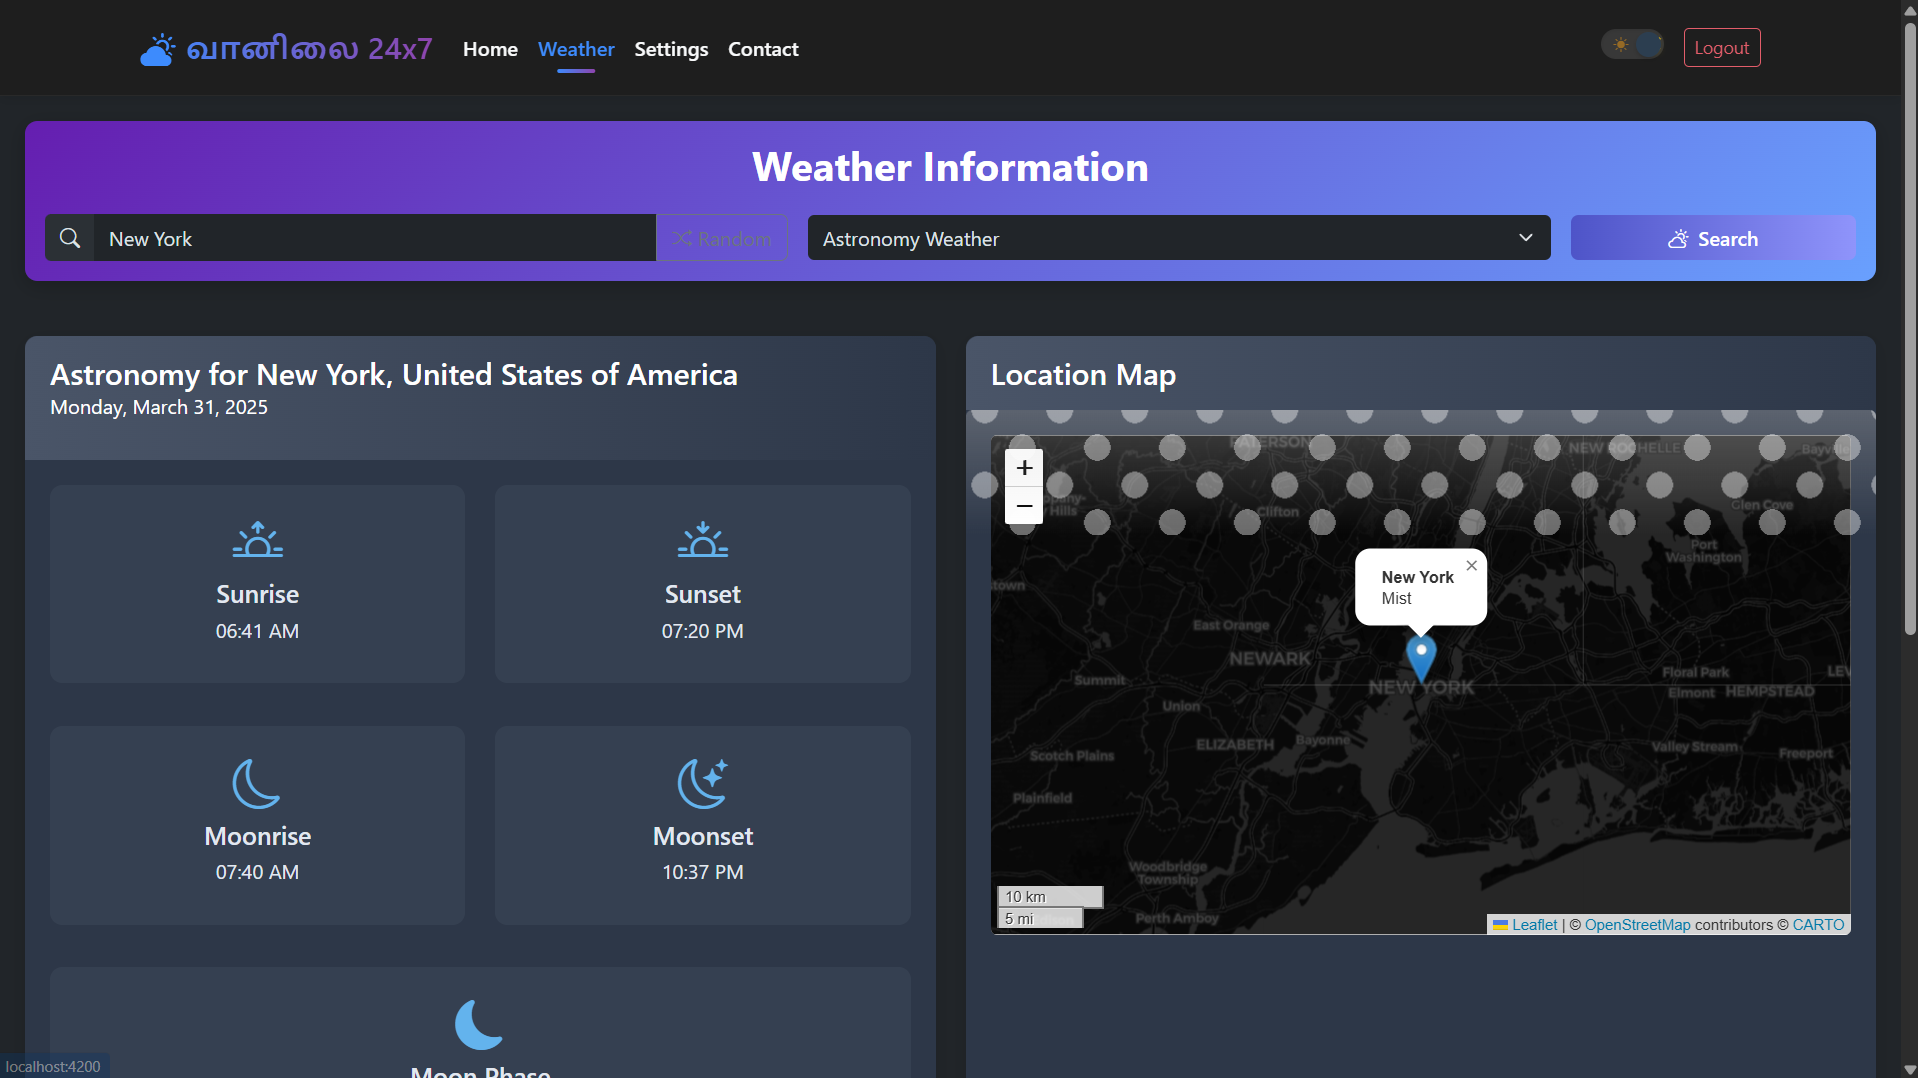 வானிலை 24x7
Home
Weather
Settings
Contact
Logout
Weather Information
New York
Random
Astronomy Weather
Search
Astronomy for New York, United States of America
Monday, March 31, 2025
Sunrise
06:41 AM
Sunset
07:20 PM
Moonrise
07:40 AM
Moonset
10:37 PM
Moon Phase
Location Map
+
−
PATERSON
NEW ROCHELLE
Bayville
Hills
Clifton
Glen Cove
Port
Washington
New York
Mist
×
East Orange
NEWARK
Summit
NEW YORK
Floral Park
Elmont
HEMPSTEAD
Union
ELIZABETH
Bayonne
Scotch Plains
Valley Stream
Freeport
Plainfield
Woodbridge
Township
Perth Amboy
10 km
5 mi
Leaflet | © OpenStreetMap contributors © CARTO
localhost:4200